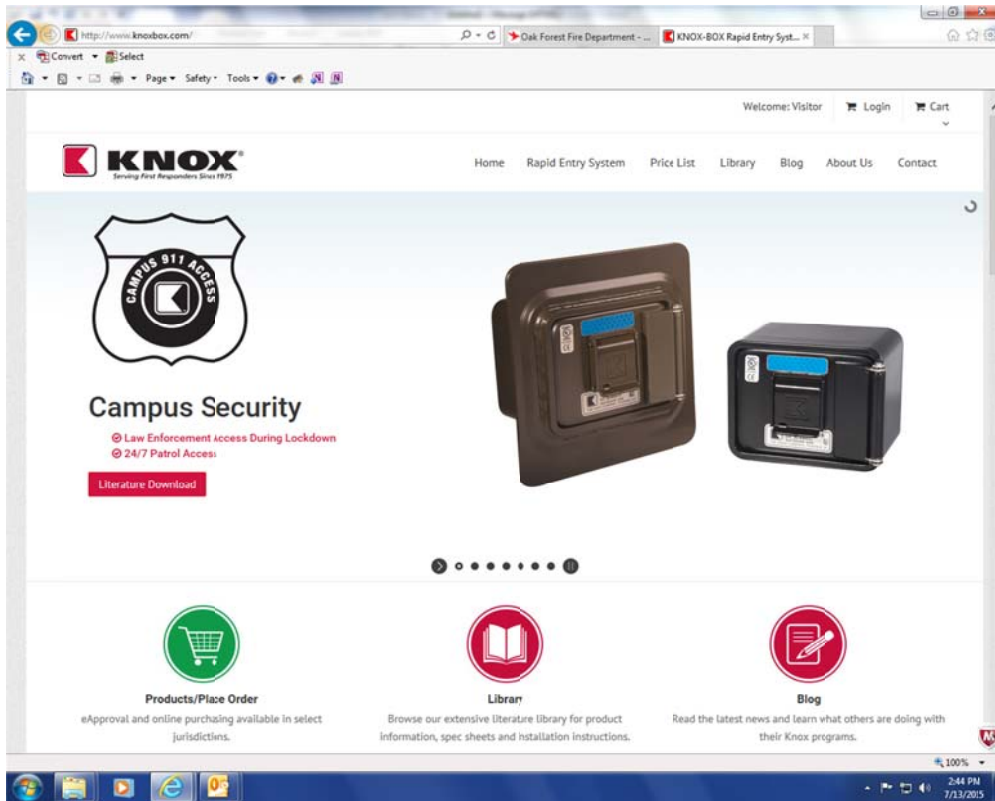 http://www.knoxbox.com/
Oak Forest Fire Department - ...
KNOX-BOX Rapid Entry Syst...
x Convert Select
Page Safety Tools
Welcome: Visitor Login Cart
KNOX
Serving First Responders Since 1975
Home Rapid Entry System Price List Library Blog About Us Contact
CAMPUS 911 ACCESS
Campus Security
Law Enforcement Access During Lockdown
24/7 Patrol Access
Literature Download
Products/Place Order
eApproval and online purchasing available in select
jurisdictions.
Library
Browse our extensive literature library for product
information, spec sheets and installation instructions.
Blog
Read the latest news and learn what others are doing with
their Knox programs.
100%
2:44 PM
7/13/2015